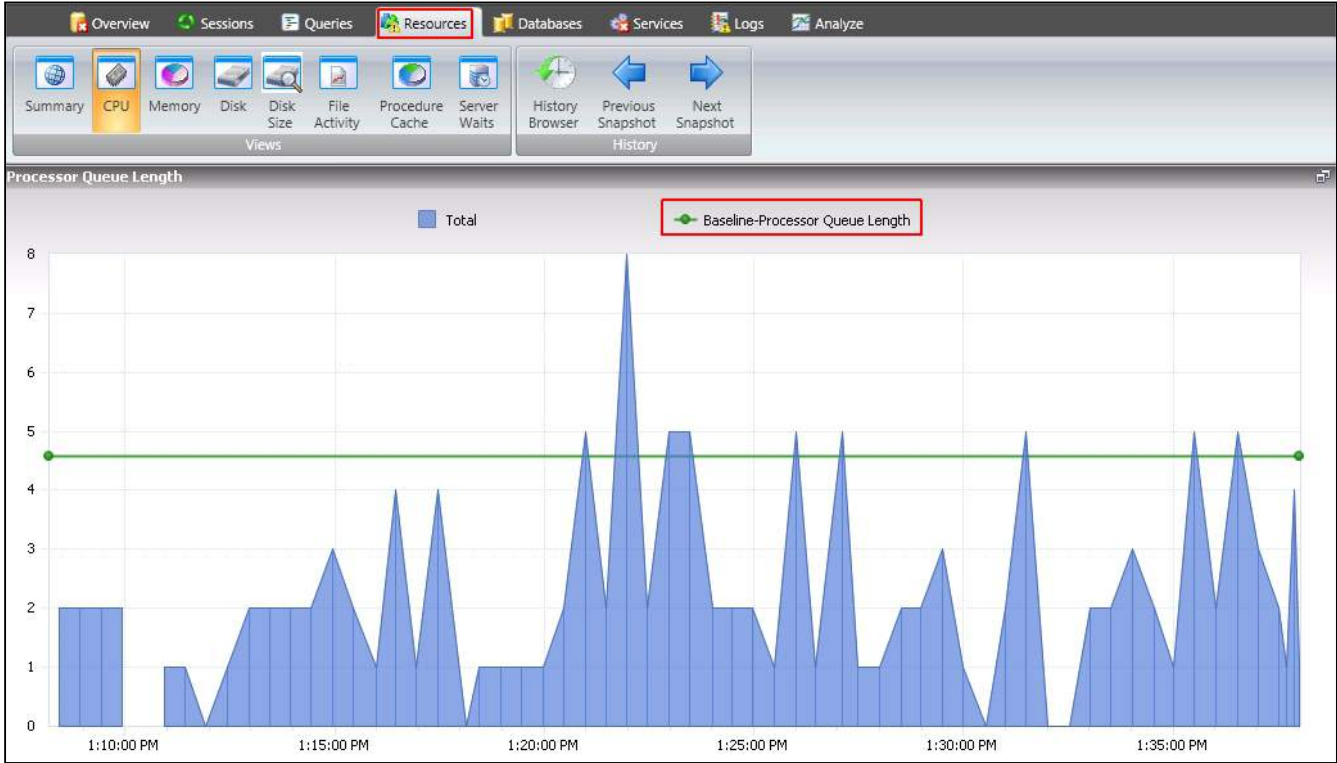 Overview Sessions Queries Resources Databases Services Logs Analyze
Summary CPU Memory Disk Disk Size File Activity Procedure Cache Server Waits History Browser Previous Snapshot Next Snapshot
Views History
Processor Queue Length
Total Baseline-Processor Queue Length
8
7
6
5
4
3
2
1
0
1:10:00 PM 1:15:00 PM 1:20:00 PM 1:25:00 PM 1:30:00 PM 1:35:00 PM